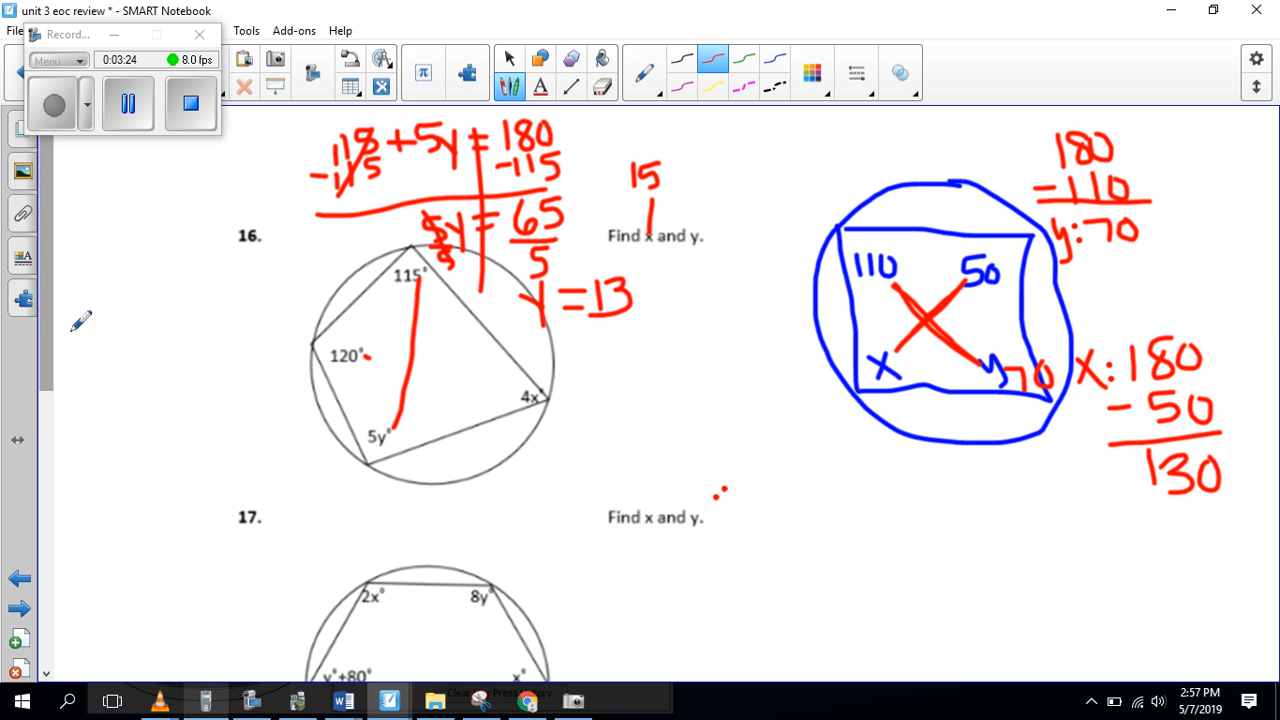 unit 3 eoc review * - SMART Notebook
Tools Add-ons Help
Record...
Menu 0:03:24 8.0 fps
115 + 5y = 180
-115 -115
5y = 65
5 5
y = 13
15
16. Find x and y.
115°
120°
4x°
5y°
180
-110
y: 70
110 50
x y 70
x: 180
- 50
130
17. Find x and y.
2x° 8y°
y°+80° x°
2:57 PM
5/7/2019